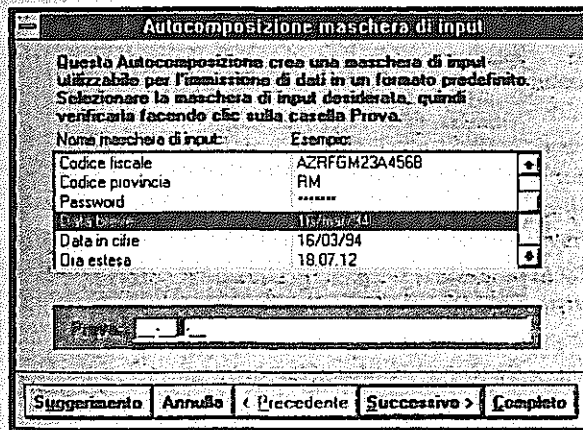 Autocomposizione maschera di input
Questa Autocomposizione crea una maschera di input
utilizzabile per l'immissione di dati in un formato predefinito.
Selezionare la maschera di input desiderata, quindi
verificarla facendo clic sulla casella Prova.
Nome maschera di input: Esempio:
Codice fiscale AZRFGM23A456B
Codice provincia RM
Password *******
Data
Data in cifre 16/03/94
Ora estesa 18.07.12
Prova:
Suggerimento Annulla < Precedente Successivo > Completo